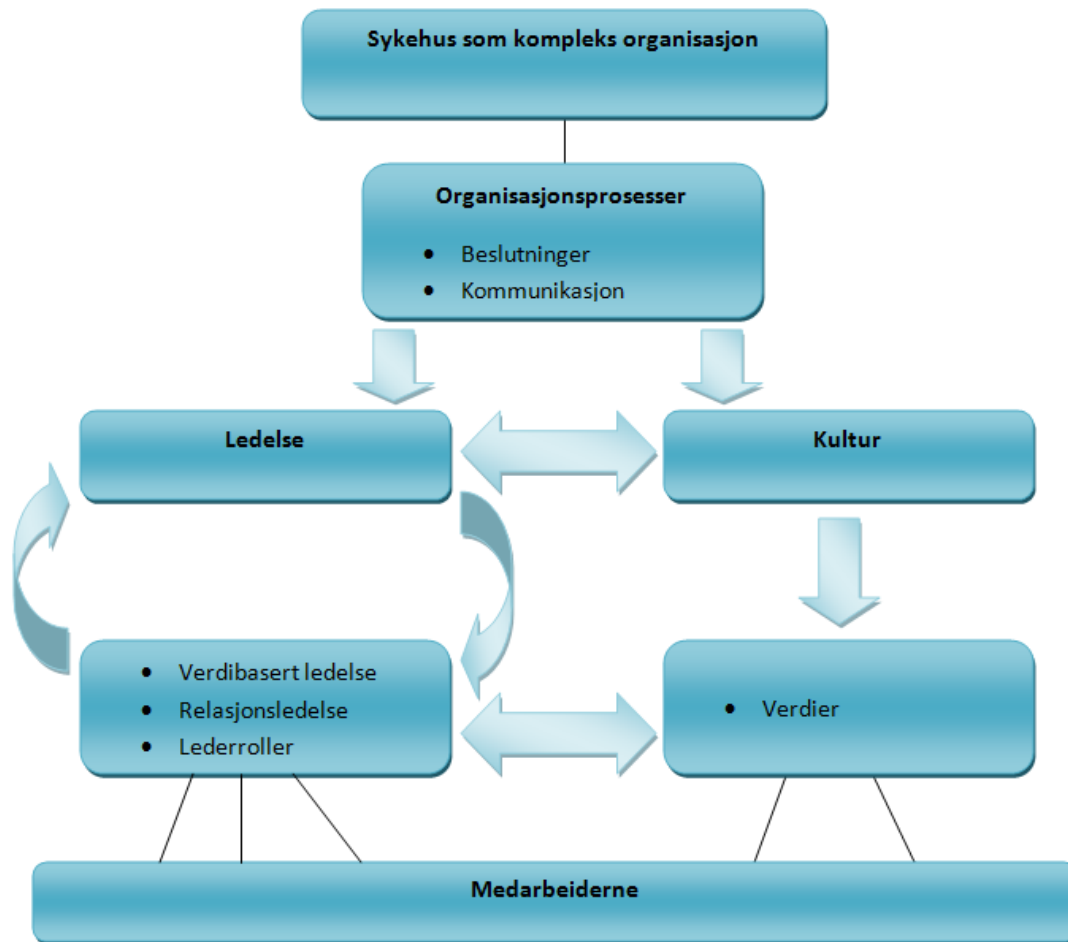 Sykehus som kompleks organisasjon
Organisasjonsprosesser
• Beslutninger
• Kommunikasjon
Ledelse
Kultur
• Verdibasert ledelse
• Relasjonsledelse
• Lederroller
• Verdier
Medarbeiderne